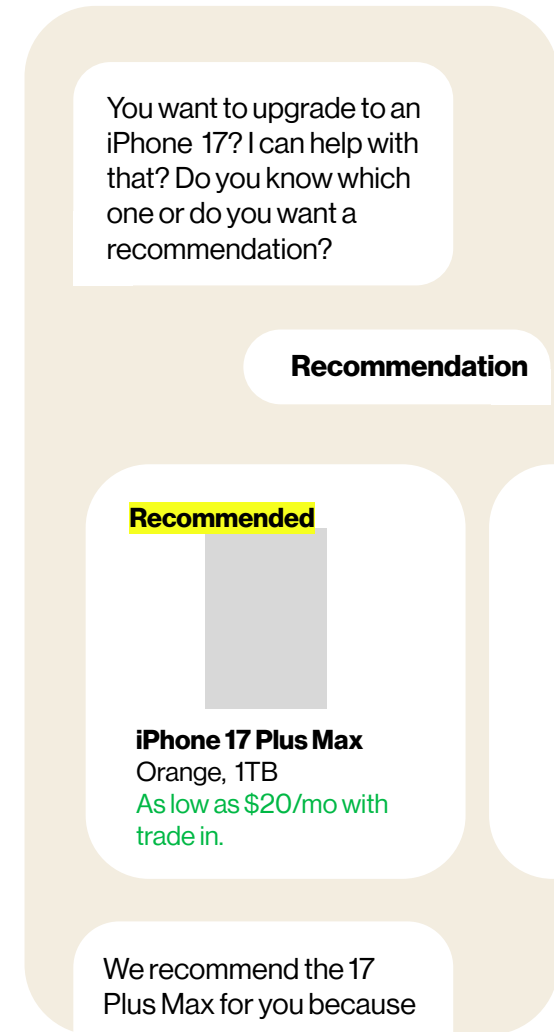 You want to upgrade to an
iPhone 17? I can help with
that? Do you know which
one or do you want a
recommendation?
Recommendation
Recommended
iPhone 17 Plus Max
Orange, 1TB
As low as $20/mo with
trade in.
We recommend the 17
Plus Max for you because